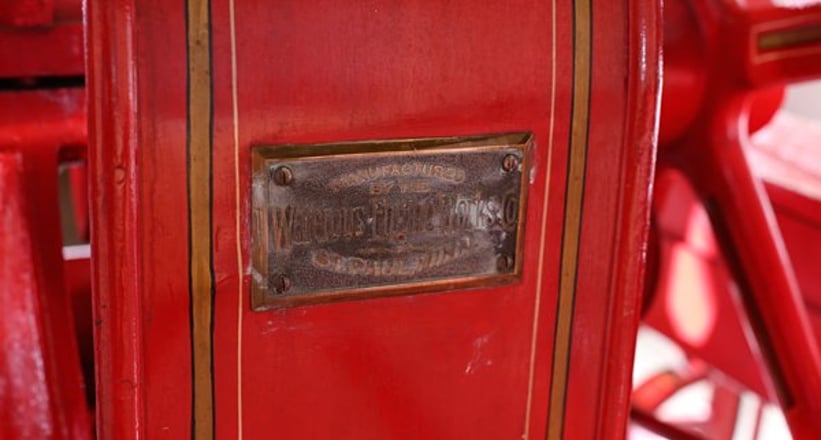 MANUFACTURED
BY THE
Waterous Engine Works Co
ST. PAUL, MINN.